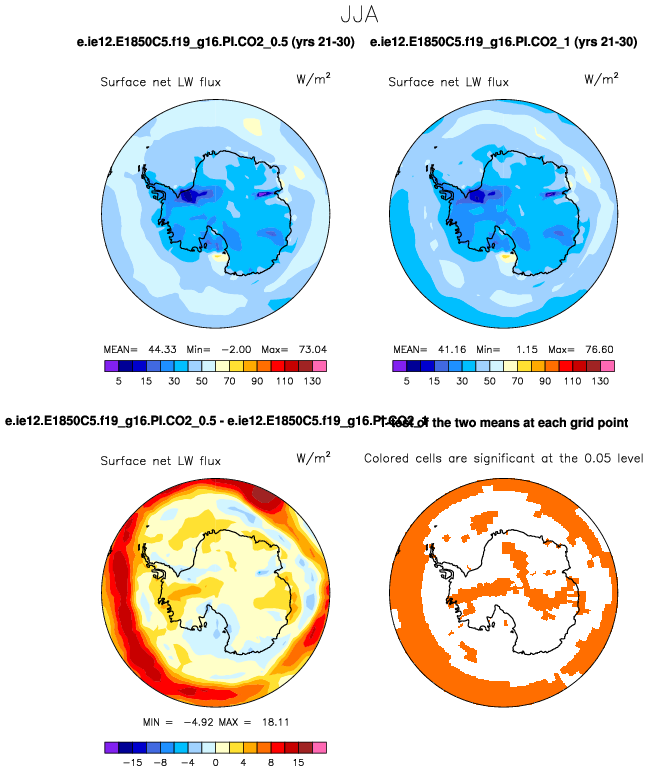 JJA
e.ie12.E1850C5.f19_g16.PI.CO2_0.5 (yrs 21-30)
e.ie12.E1850C5.f19_g16.PI.CO2_1 (yrs 21-30)
Surface net LW flux W/m²
Surface net LW flux W/m²
MEAN= 44.33 Min= -2.00 Max= 73.04
MEAN= 41.16 Min= 1.15 Max= 76.60
5 15 30 50 70 90 110 130
5 15 30 50 70 90 110 130
e.ie12.E1850C5.f19_g16.PI.CO2_0.5 - e.ie12.E1850C5.f19_g16.PI.CO2_1
T-test of the two means at each grid point
Surface net LW flux W/m²
Colored cells are significant at the 0.05 level
MIN = -4.92 MAX = 18.11
-15 -8 -4 0 4 8 15